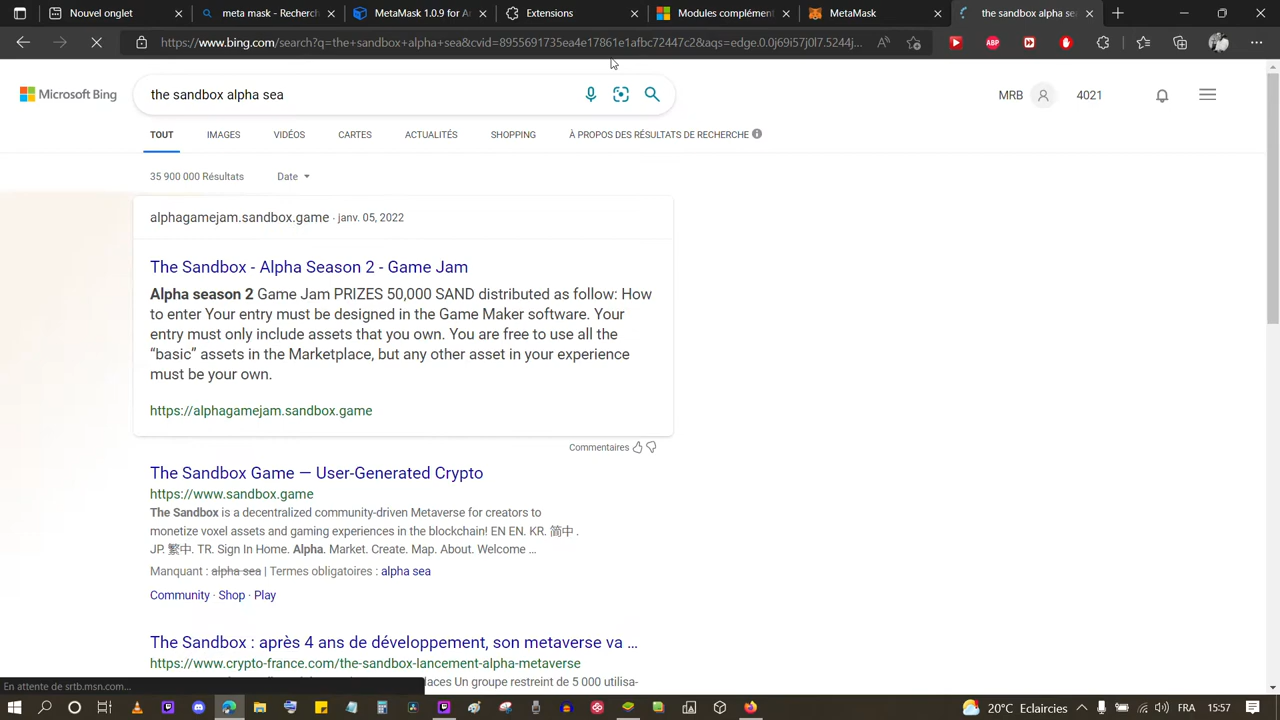 Nouvel onglet
meta mask - Recherch
MetaMask 1.0.9 for A
Extensions
Modules complément
MetaMask
the sandbox alpha se
https://www.bing.com/search?q=the+sandbox+alpha+sea&cvid=8955691735ea4e17861e1afbc72447c2&aqs=edge.0.0j69i57j0l7.5244j...
ABP
Microsoft Bing
the sandbox alpha sea
MRB
4021
TOUT
IMAGES
VIDÉOS
CARTES
ACTUALITÉS
SHOPPING
À PROPOS DES RÉSULTATS DE RECHERCHE
35 900 000 Résultats
Date
alphagamejam.sandbox.game · janv. 05, 2022
The Sandbox - Alpha Season 2 - Game Jam
Alpha season 2 Game Jam PRIZES 50,000 SAND distributed as follow: How
to enter Your entry must be designed in the Game Maker software. Your
entry must only include assets that you own. You are free to use all the
“basic” assets in the Marketplace, but any other asset in your experience
must be your own.
https://alphagamejam.sandbox.game
Commentaires
The Sandbox Game — User-Generated Crypto
https://www.sandbox.game
The Sandbox is a decentralized community-driven Metaverse for creators to
monetize voxel assets and gaming experiences in the blockchain! EN EN. KR. 简中 .
JP. 繁中. TR. Sign In Home. Alpha. Market. Create. Map. About. Welcome ...
Manquant : alpha sea | Termes obligatoires : alpha sea
Community · Shop · Play
The Sandbox : après 4 ans de développement, son metaverse va ...
https://www.crypto-france.com/the-sandbox-lancement-alpha-metaverse
laces Un groupe restreint de 5 000 utilisa-
En attente de srtb.msn.com...
20°C Eclaircies
FRA
15:57